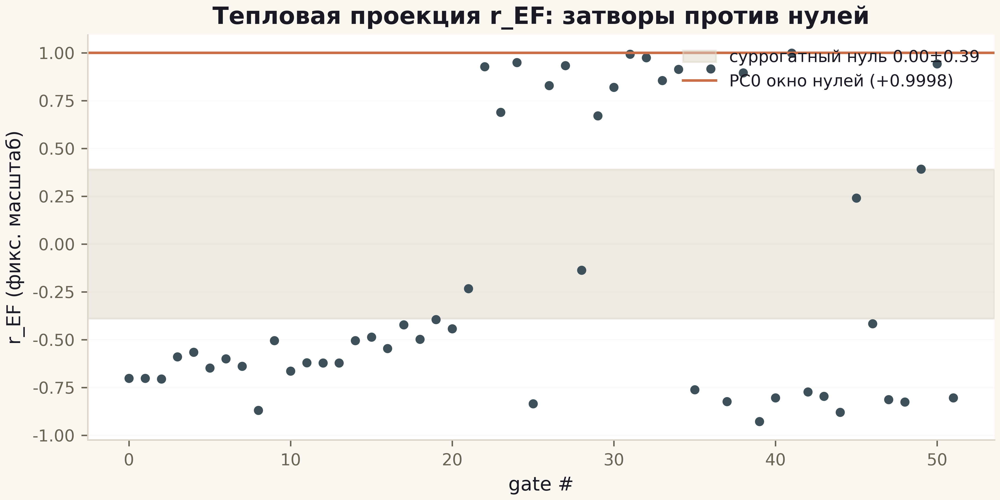 Тепловая проекция r_EF: затворы против нулей
суррогатный нуль 0.00±0.39
PC0 окно нулей (+0.9998)
r_EF (фикс. масштаб)
1.00
0.75
0.50
0.25
0.00
-0.25
-0.50
-0.75
-1.00
0 10 20 30 40 50
gate #